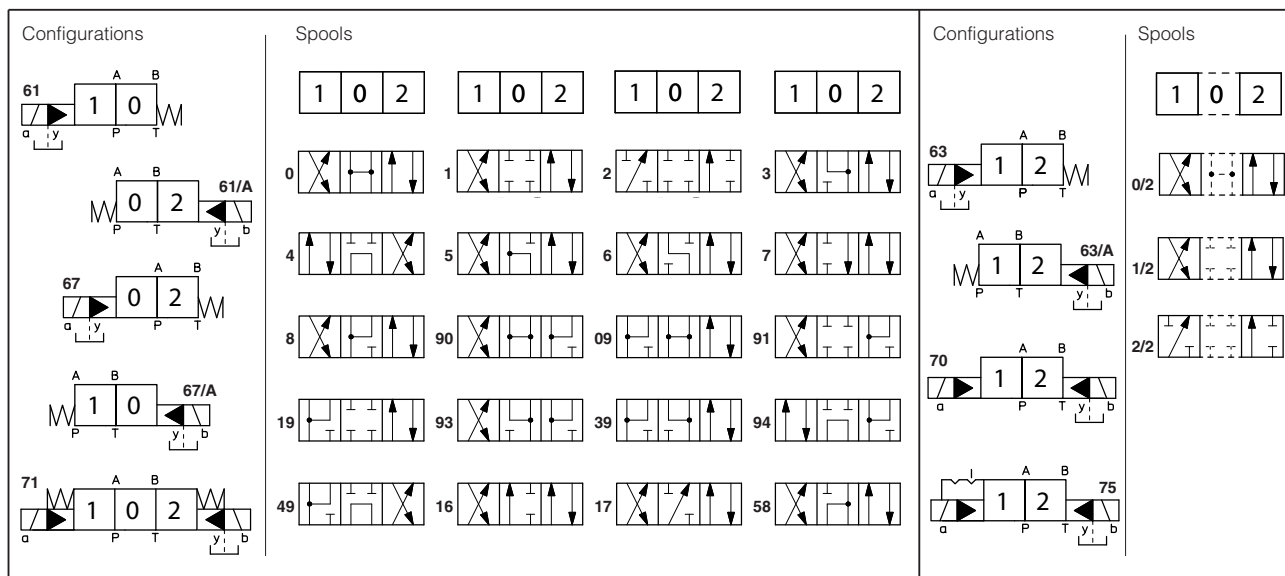 Configurations
Spools
Configurations
Spools
61
A B
1 0
a y P T
A B
61/A
0 2
P T y b
67
A B
0 2
a y P T
A B
67/A
1 0
P T y b
71
A B
1 0 2
a P T y b
1 0 2
1 0 2
1 0 2
1 0 2
0 1 2 3
4 5 6 7
8 90 09 91
19 93 39 94
49 16 17 58
63
A B
1 2
a y P T
A B
63/A
1 2
P T y b
70
A B
1 2
a P T y b
A B
75
1 2
a P T y b
1 0 2
0/2
1/2
2/2